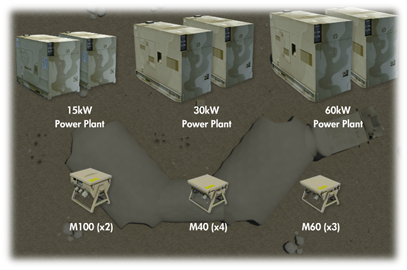 15kW
Power Plant
30kW
Power Plant
60kW
Power Plant
M100 (x2)
M40 (x4)
M60 (x3)